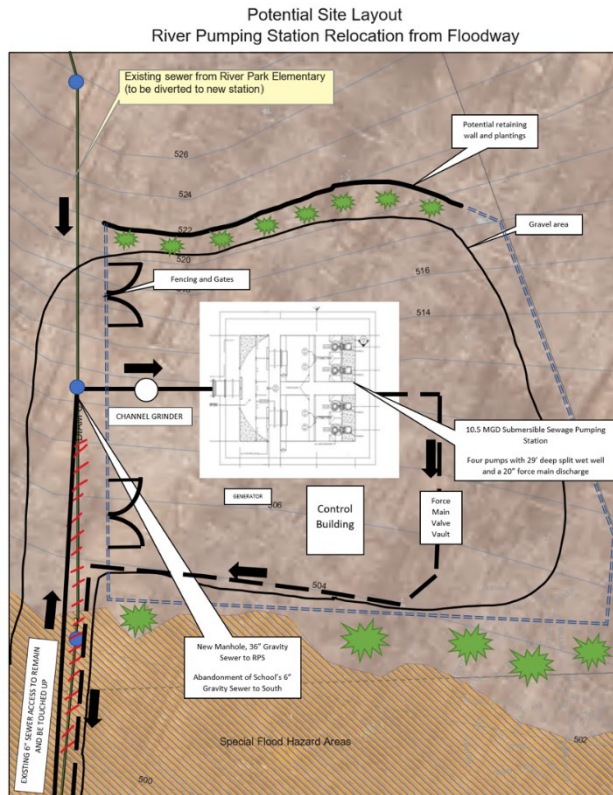 Potential Site Layout
River Pumping Station Relocation from Floodway
Existing sewer from River Park Elementary
(to be diverted to new station)
Potential retaining
wall and plantings
526
524
522
520
Gravel area
516
514
Fencing and Gates
CHANNEL GRINDER
10.5 MGD Submersible Sewage Pumping
Station
Four pumps with 29' deep split wet well
and a 20" force main discharge
GENERATOR
506
Control
Building
Force
Main
Valve
Vault
504
New Manhole, 36" Gravity
Sewer to RPS
Abandonment of School's 6"
Gravity Sewer to South
EXISTING 6" SEWER ACCESS TO REMAIN
AND BE TOUCHED UP
Special Flood Hazard Areas
502
500